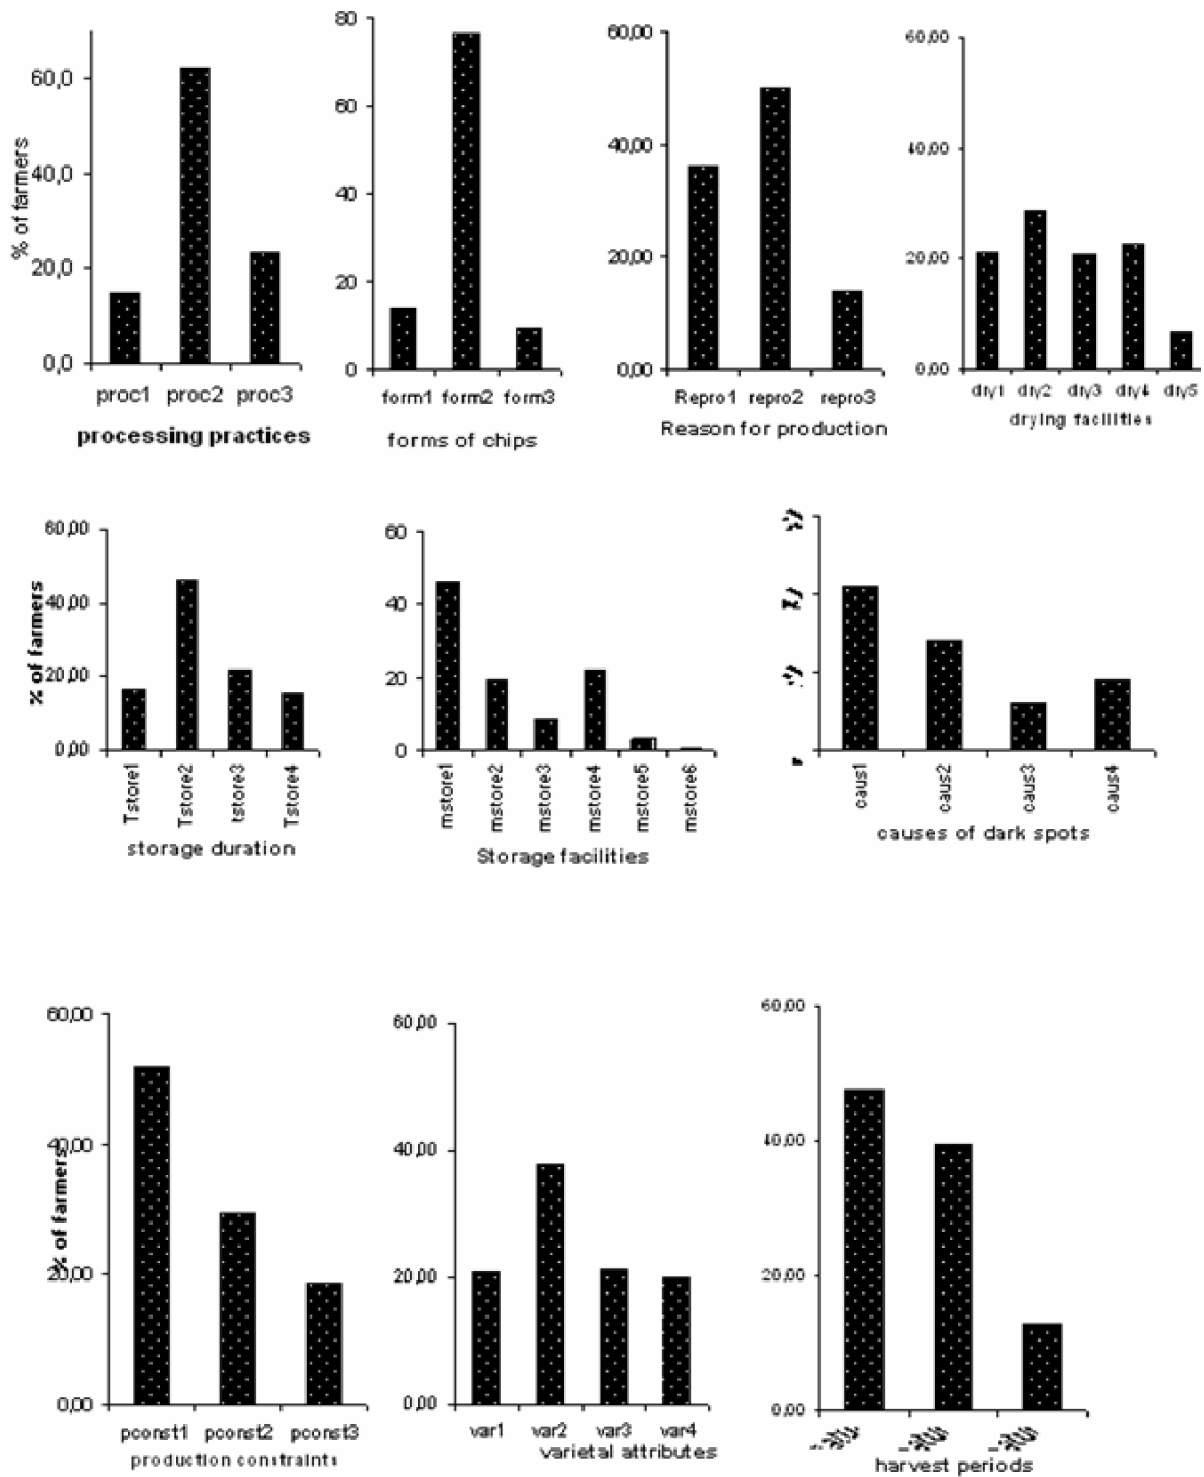 % of farmers
60,0
40,0
20,0
0,0
proc1 proc2 proc3
processing practices
80
60
40
20
0
form1 form2 form3
forms of chips
60,00
40,00
20,00
0,00
Repro1 repro2 repro3
Reason for production
60,00
40,00
20,00
0,00
dry1 dry2 dry3 dry4 dry5
drying facilities
% of farmers
60,00
40,00
20,00
0,00
Tstore1 Tstore2 tstore3 Tstore4
storage duration
60
40
20
0
mstore1 mstore2 mstore3 mstore4 mstore5 mstore6
Storage facilities
caus1 caus2 caus3 caus4
causes of dark spots
% of farmers
60,00
40,00
20,00
0,00
pconst1 pconst2 pconst3
production constraints
60,00
40,00
20,00
0,00
var1 var2 var3 var4
varietal attributes
60,00
40,00
20,00
0,00
harvest periods